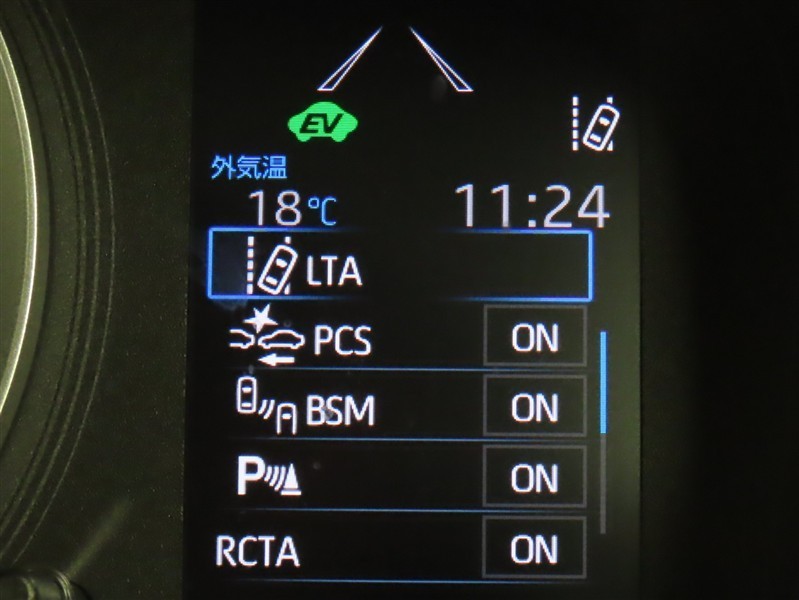 EV
外気温
18℃ 11:24
LTA
PCS ON
BSM ON
P ON
RCTA ON